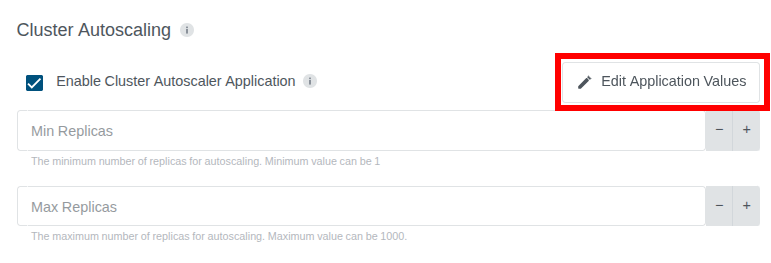 Cluster Autoscaling
Enable Cluster Autoscaler Application
Edit Application Values
Min Replicas
The minimum number of replicas for autoscaling. Minimum value can be 1
Max Replicas
The maximum number of replicas for autoscaling. Maximum value can be 1000.